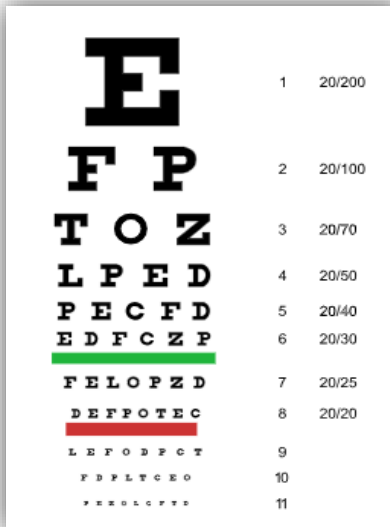 E 1 20/200
F P 2 20/100
T O Z 3 20/70
L P E D 4 20/50
P E C F D 5 20/40
E D F C Z P 6 20/30
F E L O P Z D 7 20/25
D E F P O T E C 8 20/20
L E F O D P C T 9
F D P L T C E O 10
P E Z O L C F T D 11